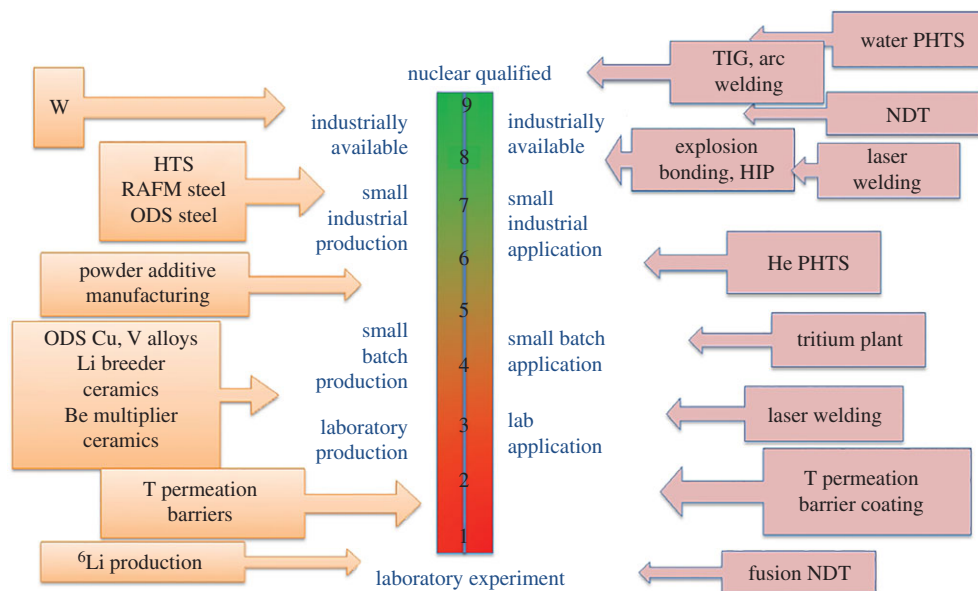 W
HTS
RAFM steel
ODS steel
powder additive
manufacturing
ODS Cu, V alloys
Li breeder
ceramics
Be multiplier
ceramics
T permeation
barriers
⁶Li production
nuclear qualified
industrially
available
small
industrial
production
small
batch
production
laboratory
production
9
8
7
6
5
4
3
2
1
industrially
available
small
industrial
application
small batch
application
lab
application
laboratory experiment
water PHTS
TIG, arc
welding
NDT
explosion
bonding, HIP
laser
welding
He PHTS
tritium plant
laser welding
T permeation
barrier coating
fusion NDT